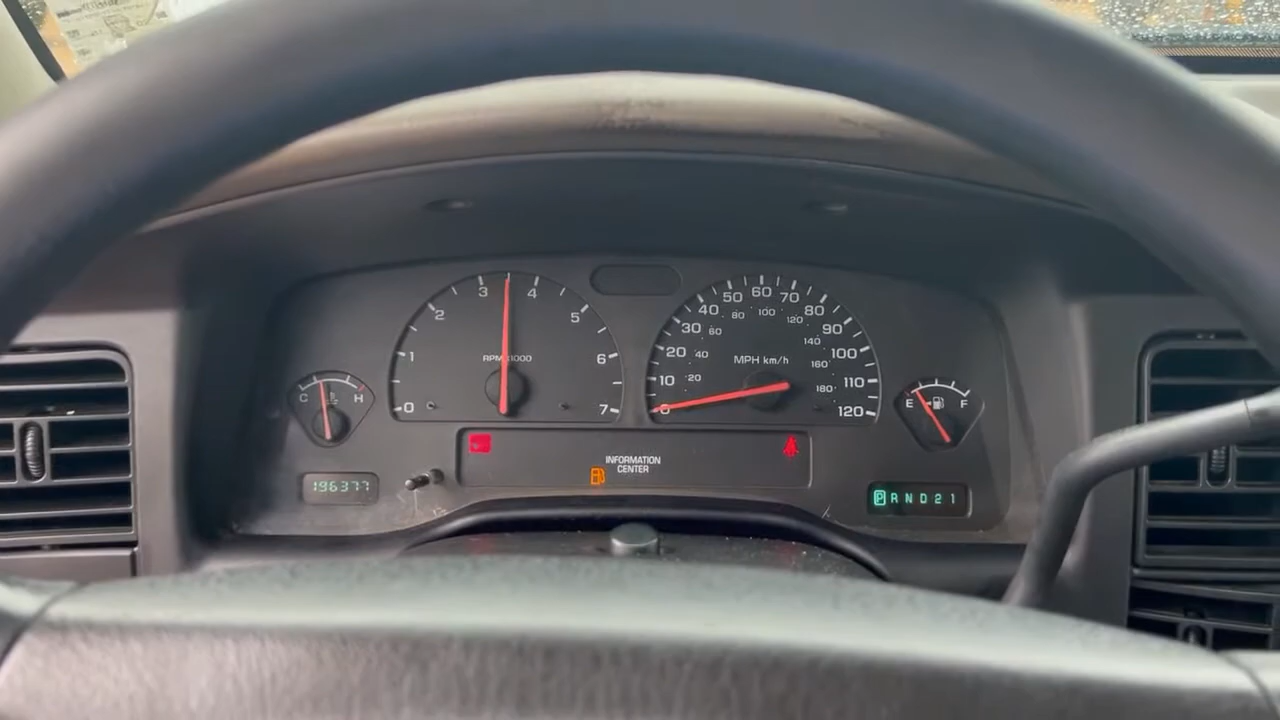 0 1 2 3 4 5 6 7
RPM x1000
0 10 20 30 40 50 60 70 80 90 100 110 120
20 40 60 80 100 120 140 160 180
MPH km/h
C H
E F
INFORMATION
CENTER
196377
P R N D 2 1